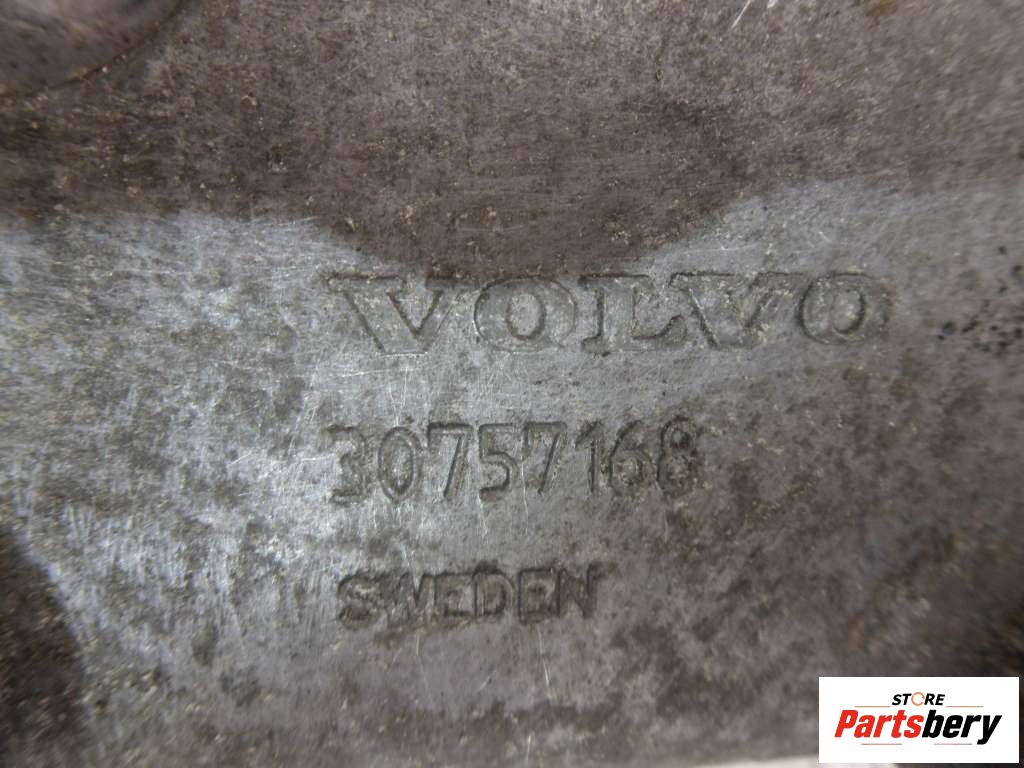 VOLVO
30757168
SWEDEN
STORE
Partsbery